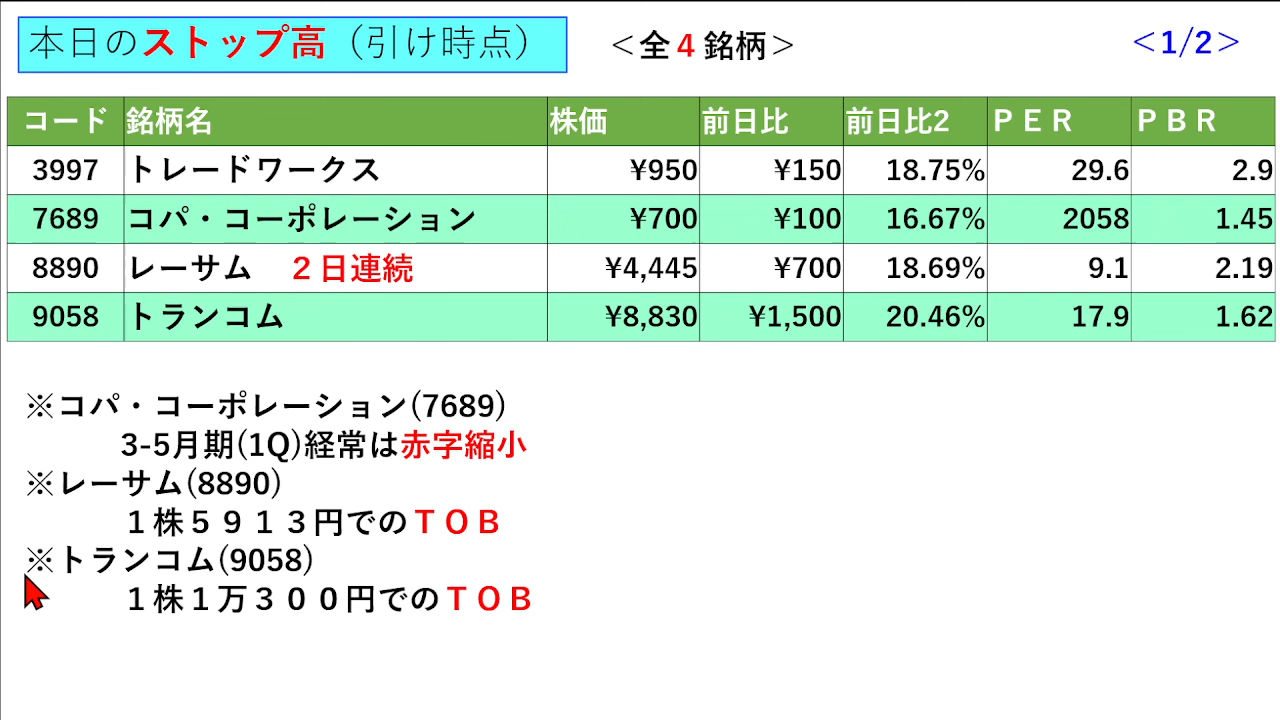 本日のストップ高（引け時点） ＜全４銘柄＞ ＜1/2＞
コード 銘柄名 株価 前日比 前日比2 ＰＥＲ ＰＢＲ
3997 トレードワークス ¥950 ¥150 18.75% 29.6 2.9
7689 コパ・コーポレーション ¥700 ¥100 16.67% 2058 1.45
8890 レーサム ２日連続 ¥4,445 ¥700 18.69% 9.1 2.19
9058 トランコム ¥8,830 ¥1,500 20.46% 17.9 1.62
※コパ・コーポレーション(7689)
3-5月期(1Q)経常は赤字縮小
※レーサム(8890)
１株５９１３円でのＴＯＢ
※トランコム(9058)
１株１万３００円でのＴＯＢ